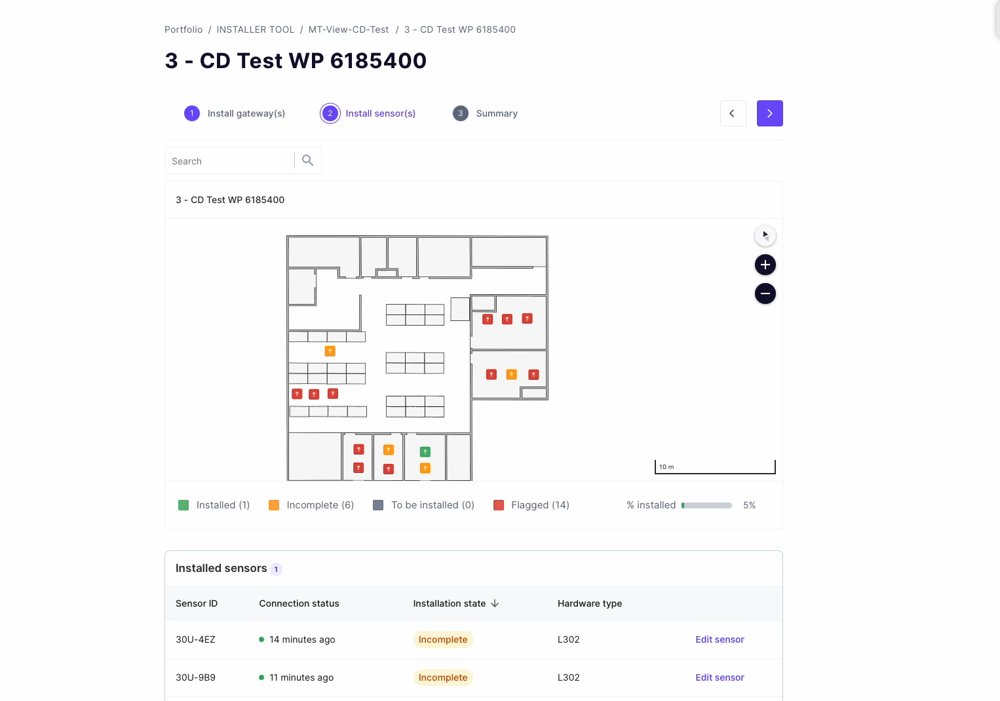 Portfolio / INSTALLER TOOL / MT-View-CD-Test / 3 - CD Test WP 6185400
3 - CD Test WP 6185400
1 Install gateway(s) 2 Install sensor(s) 3 Summary
Search
3 - CD Test WP 6185400
10 m
Installed (1) Incomplete (6) To be installed (0) Flagged (14) % installed 5%
Installed sensors 1
Sensor ID Connection status Installation state Hardware type
30U-4EZ 14 minutes ago Incomplete L302 Edit sensor
30U-9B9 11 minutes ago Incomplete L302 Edit sensor